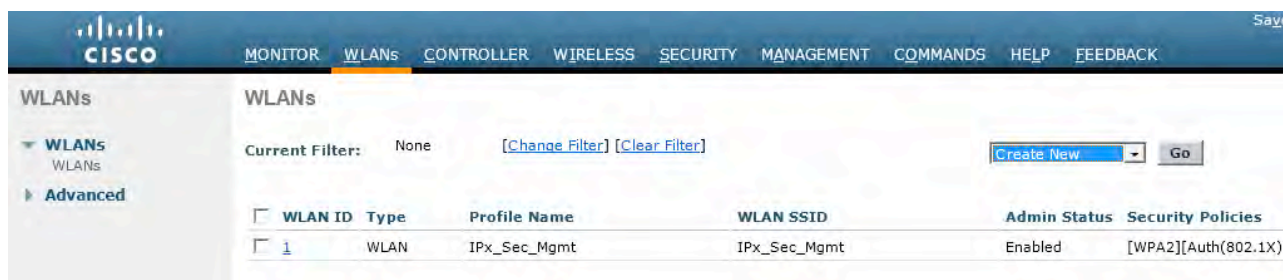 Save
CISCO
MONITOR WLANs CONTROLLER WIRELESS SECURITY MANAGEMENT COMMANDS HELP FEEDBACK
WLANs
WLANs
WLANs
WLANs
Advanced
Current Filter: None [Change Filter] [Clear Filter]
Create New Go
WLAN ID Type Profile Name WLAN SSID Admin Status Security Policies
1 WLAN IPx_Sec_Mgmt IPx_Sec_Mgmt Enabled [WPA2][Auth(802.1X)